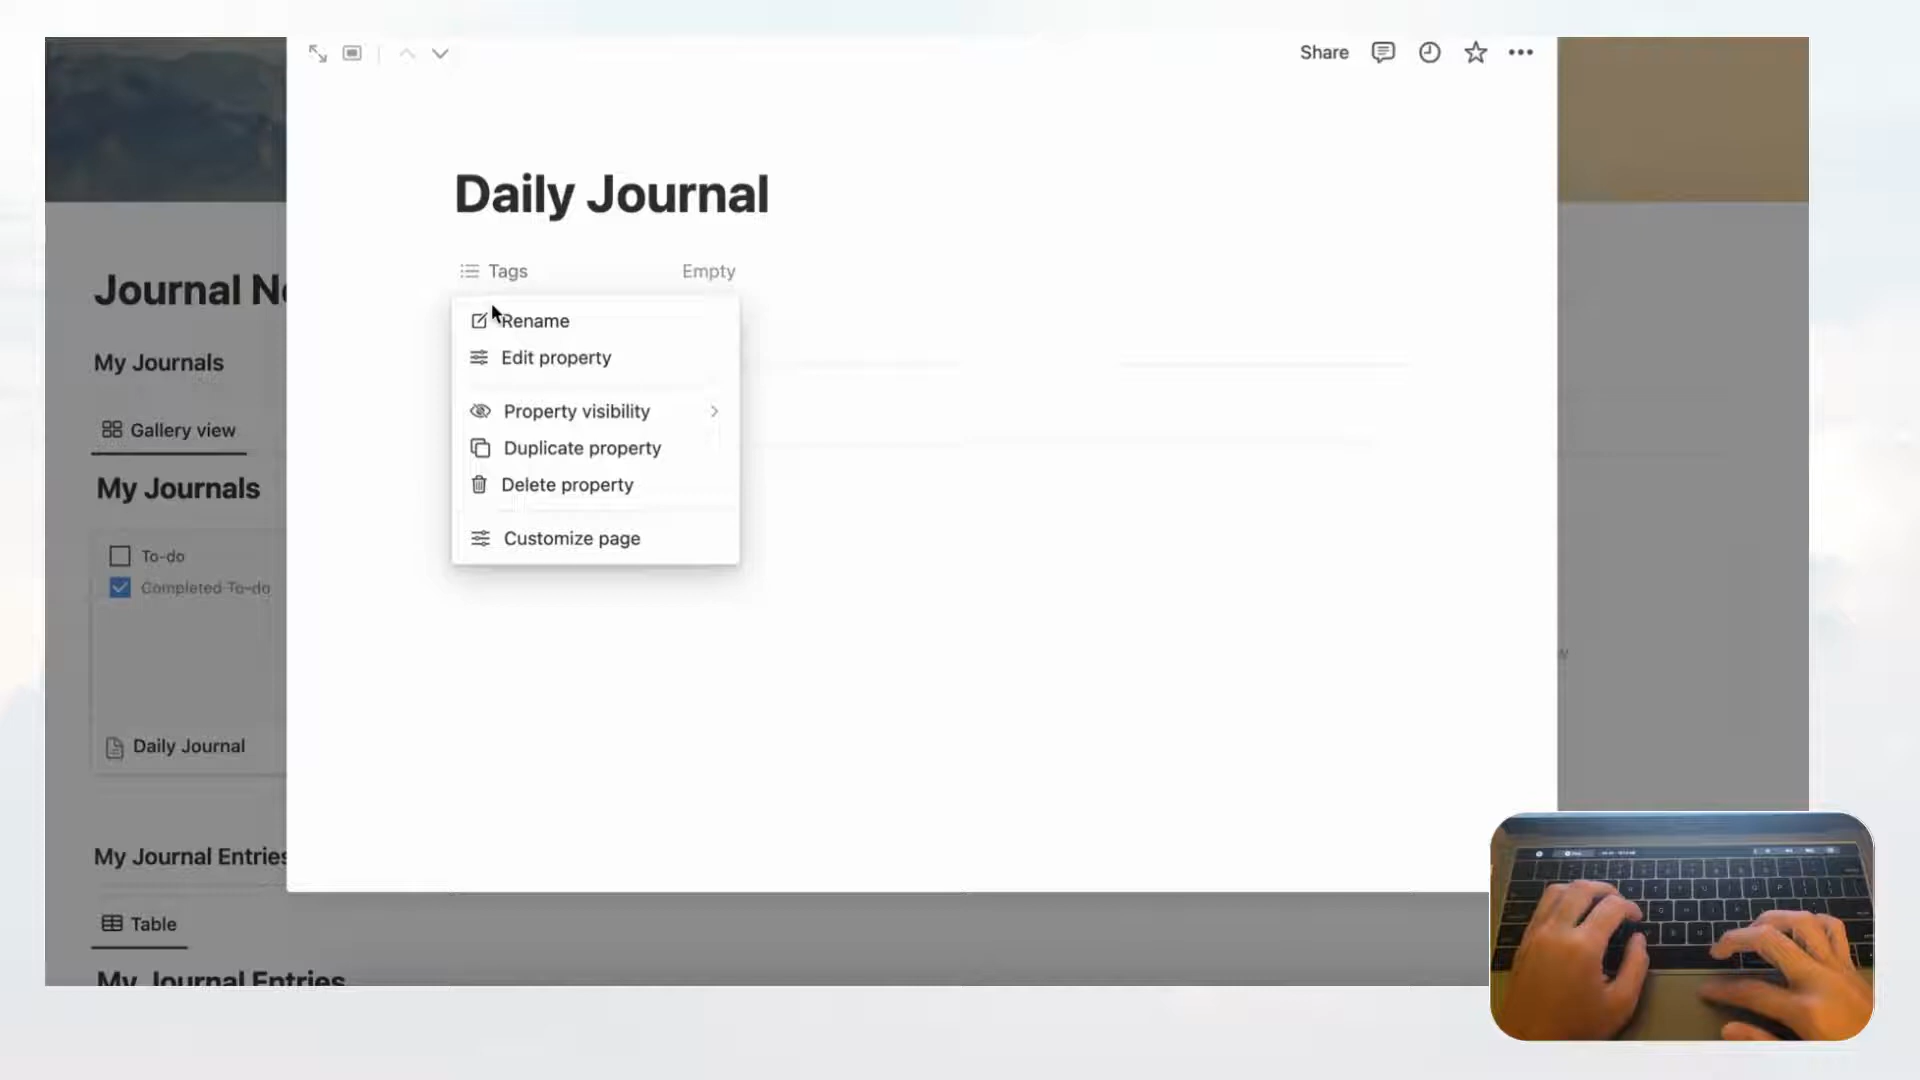 Share
Daily Journal
Tags
Empty
Rename
Edit property
Property visibility
Duplicate property
Delete property
Customize page
Journal N
My Journals
Gallery view
My Journals
To-do
Completed To-do
Daily Journal
My Journal Entries
Table
My Journal Entries